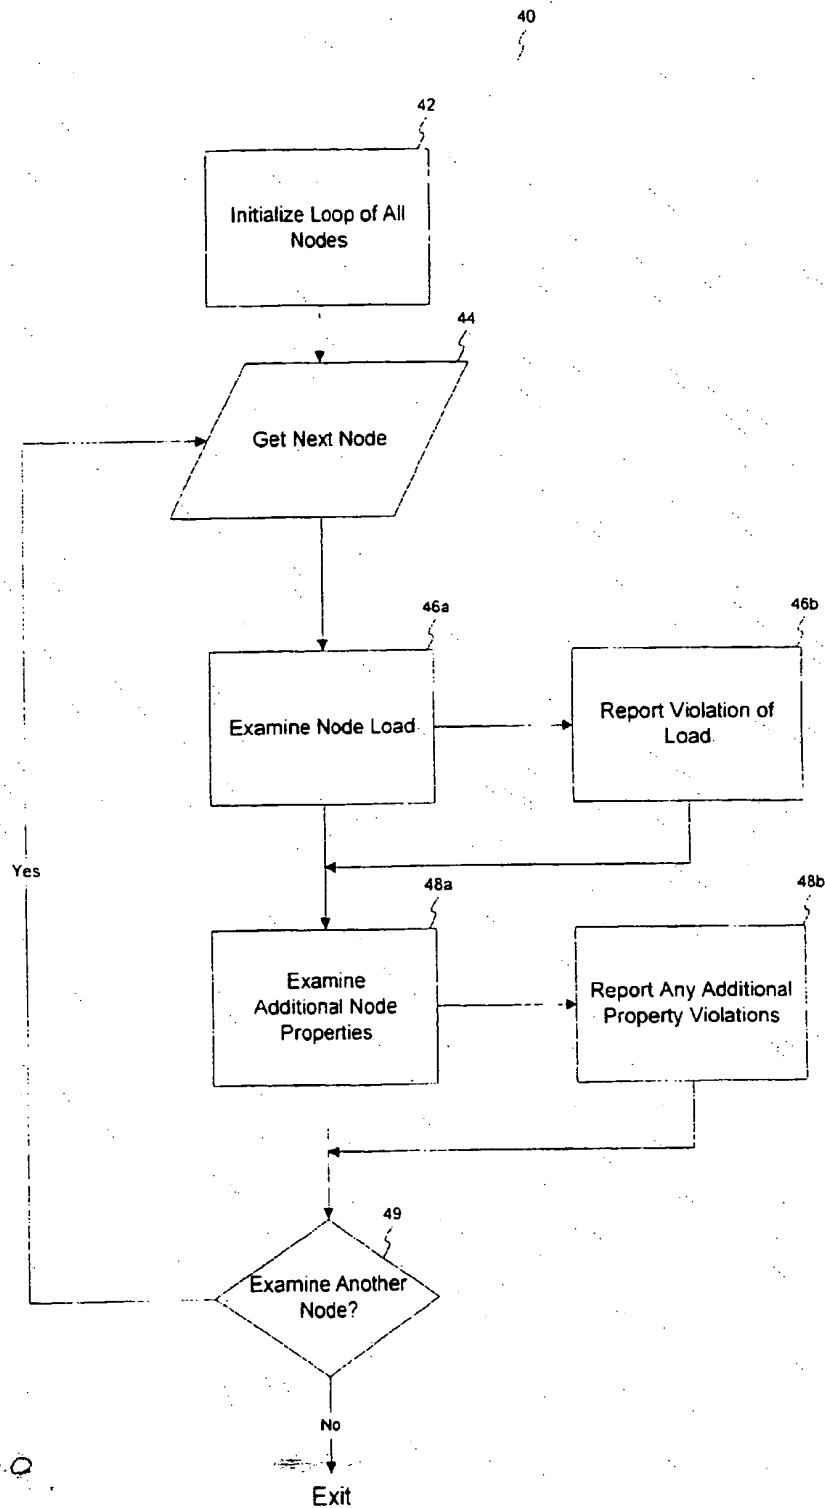 40
42
Initialize Loop of All
Nodes
44
Get Next Node
46a
Examine Node Load
46b
Report Violation of
Load
Yes
48a
Examine
Additional Node
Properties
48b
Report Any Additional
Property Violations
49
Examine Another
Node?
No
Exit